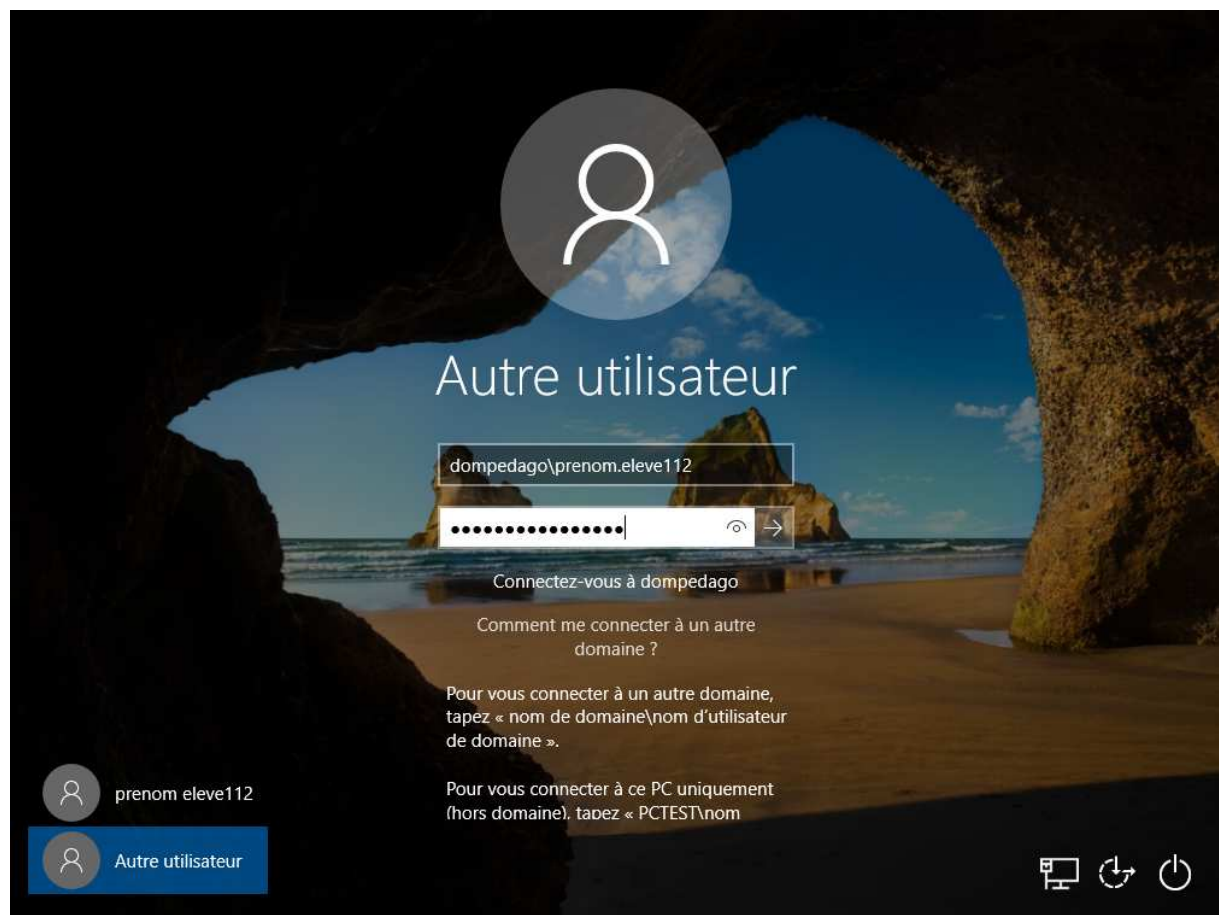 Autre utilisateur
dompedago\prenom.eleve112
Connectez-vous à dompedago
Comment me connecter à un autre
domaine ?
Pour vous connecter à un autre domaine,
tapez « nom de domaine\nom d'utilisateur
de domaine ».
Pour vous connecter à ce PC uniquement
(hors domaine), tapez « PCTEST\nom
prenom eleve112
Autre utilisateur